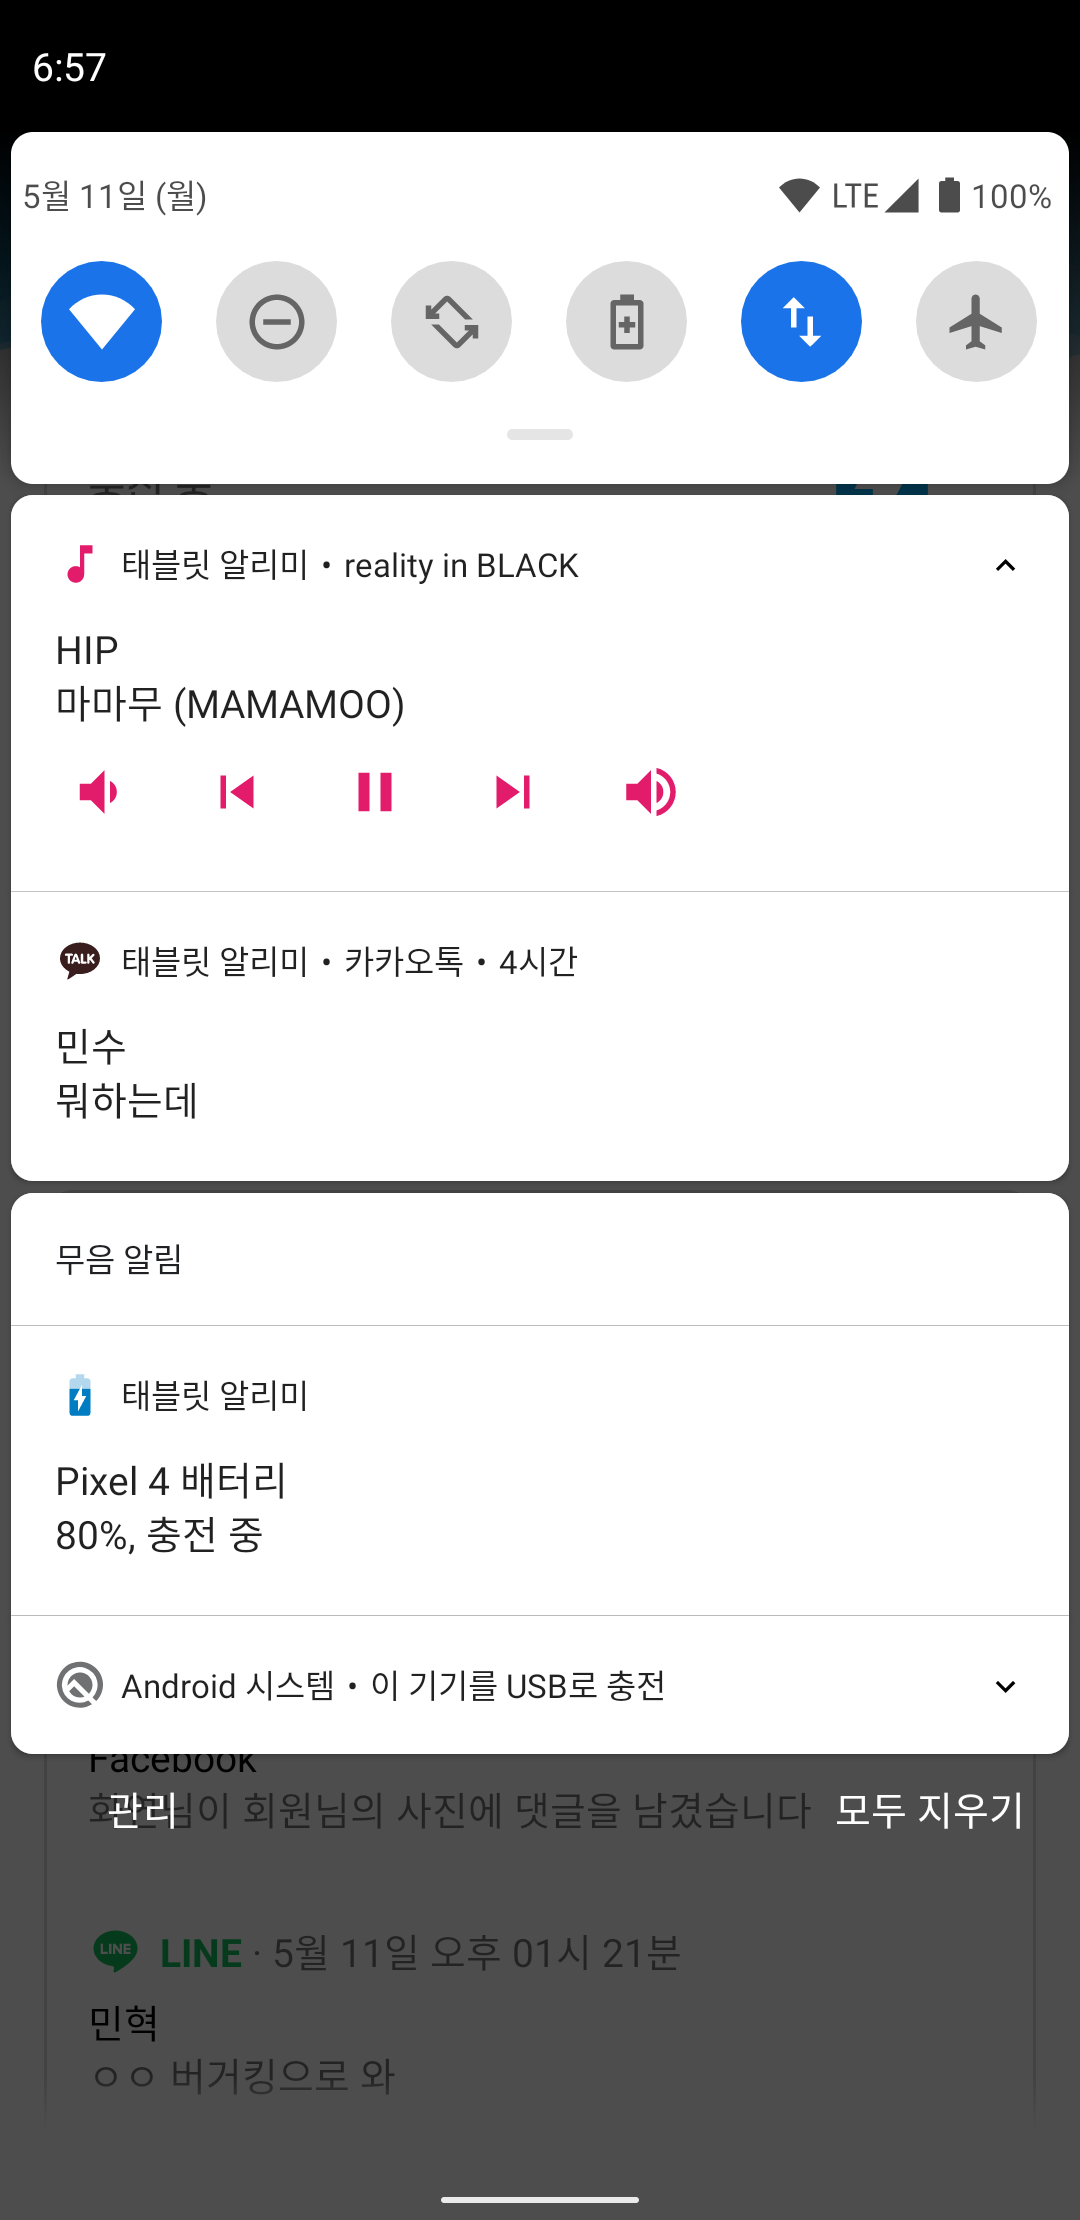 6:57
5월 11일 (월) LTE 100%
태블릿 알리미 • reality in BLACK
HIP
마마무 (MAMAMOO)
TALK 태블릿 알리미 • 카카오톡 • 4시간
민수
뭐하는데
무음 알림
태블릿 알리미
Pixel 4 배터리
80%, 충전 중
Android 시스템 • 이 기기를 USB로 충전
Facebook
님이 회원님의 사진에 댓글을 남겼습니다
관리 모두 지우기
LINE LINE · 5월 11일 오후 01시 21분
민혁
ㅇㅇ 버거킹으로 와